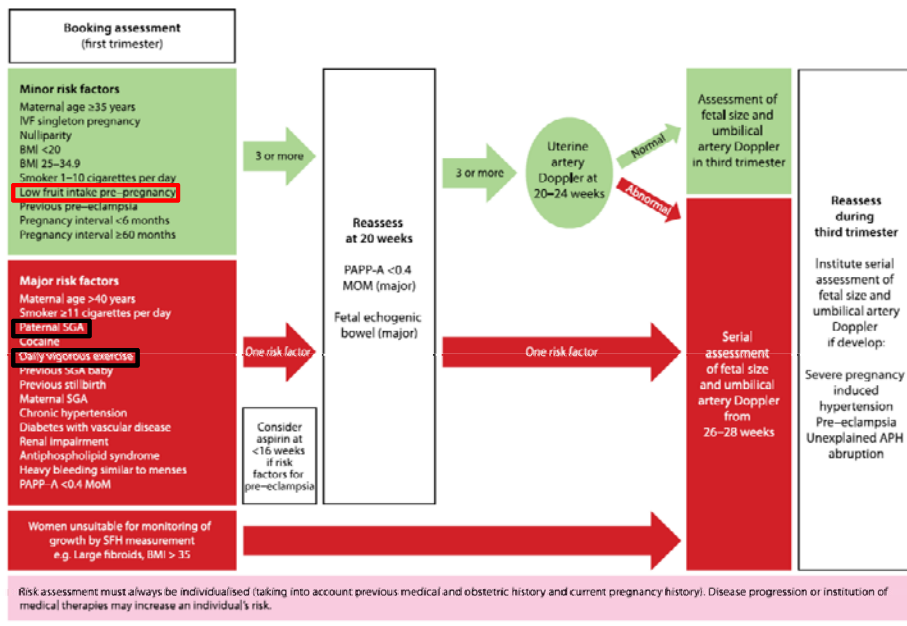 Booking assessment
(first trimester)
Minor risk factors
Maternal age ≥35 years
IVF singleton pregnancy
Nulliparity
BMI <20
BMI 25–34.9
Smoker 1–10 cigarettes per day
Low fruit intake pre–pregnancy
Previous pre–eclampsia
Pregnancy interval <6 months
Pregnancy interval ≥60 months
Major risk factors
Maternal age >40 years
Smoker ≥11 cigarettes per day
Paternal SGA
Cocaine
Daily vigorous exercise
Previous SGA baby
Previous stillbirth
Maternal SGA
Chronic hypertension
Diabetes with vascular disease
Renal impairment
Antiphospholipid syndrome
Heavy bleeding similar to menses
PAPP–A <0.4 MoM
Women unsuitable for monitoring of
growth by SFH measurement
e.g. Large fibroids, BMI > 35
3 or more
One risk factor
Consider
aspirin at
<16 weeks
if risk
factors for
pre–eclampsia
Reassess
at 20 weeks
PAPP–A <0.4
MOM (major)
Fetal echogenic
bowel (major)
3 or more
One risk factor
Uterine
artery
Doppler at
20–24 weeks
Normal
Abnormal
Assessment of
fetal size and
umbilical
artery Doppler
in third trimester
Serial
assessment
of fetal size
and umbilical
artery Doppler
from
26–28 weeks
Reassess
during
third trimester
Institute serial
assessment of
fetal size and
umbilical artery
Doppler
if develop:
Severe pregnancy
induced
hypertension
Pre–eclampsia
Unexplained APH
abruption
Risk assessment must always be individualised (taking into account previous medical and obstetric history and current pregnancy history). Disease progression or institution of
medical therapies may increase an individual's risk.